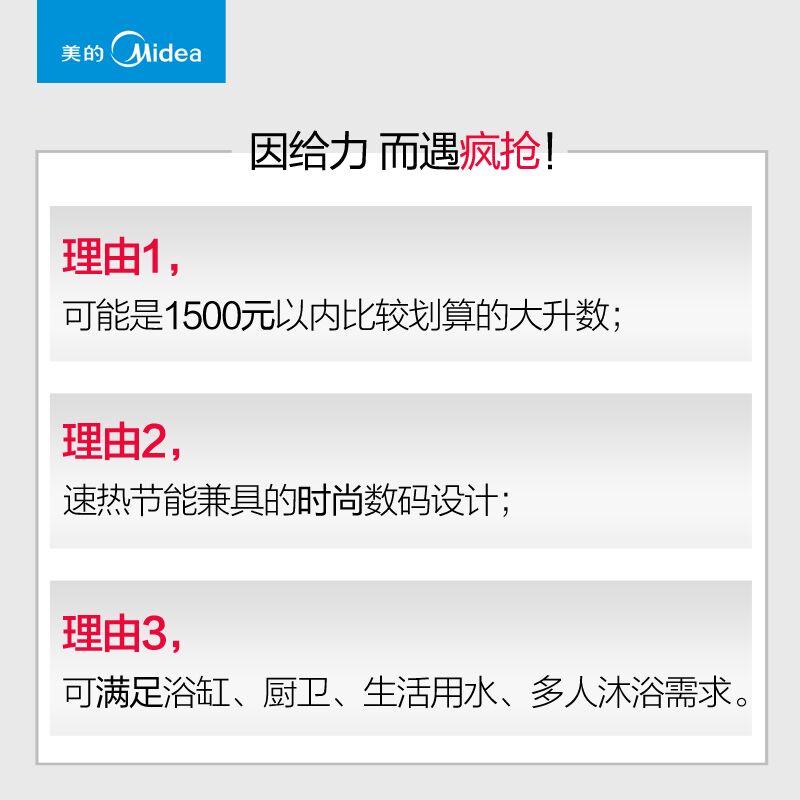 美的 Midea
因给力 而遇疯抢!
理由1,
可能是1500元以内比较划算的大升数;
理由2,
速热节能兼具的时尚数码设计;
理由3,
可满足浴缸、厨卫、生活用水、多人沐浴需求。